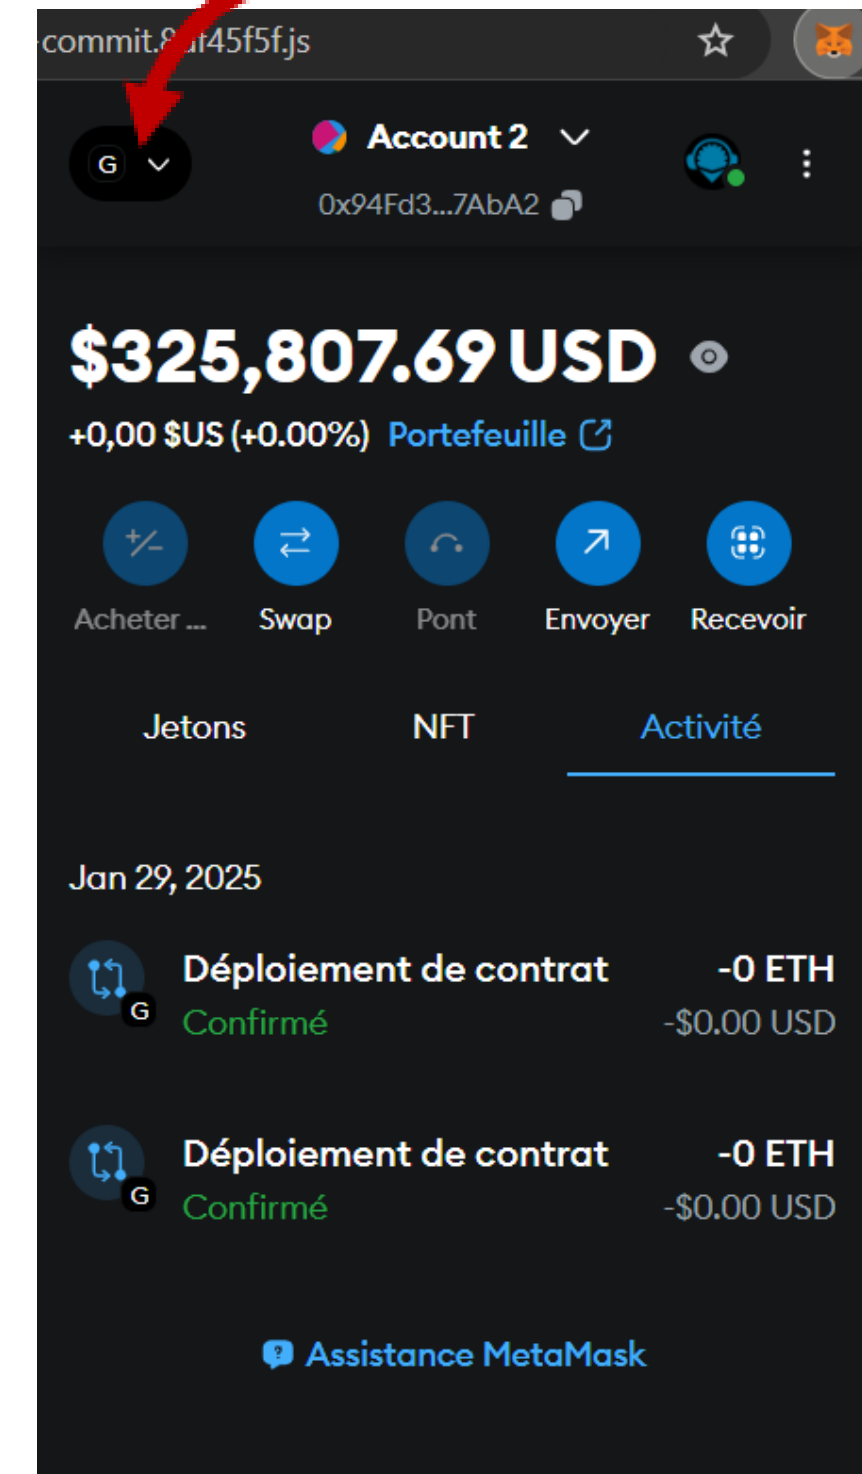 commit.8df45f5f.js
G
Account 2
0x94Fd3...7AbA2
$325,807.69 USD
+0,00 $US (+0.00%) Portefeuille
Acheter ... Swap Pont Envoyer Recevoir
Jetons NFT Activité
Jan 29, 2025
Déploiement de contrat -0 ETH
G Confirmé -$0.00 USD
Déploiement de contrat -0 ETH
G Confirmé -$0.00 USD
Assistance MetaMask